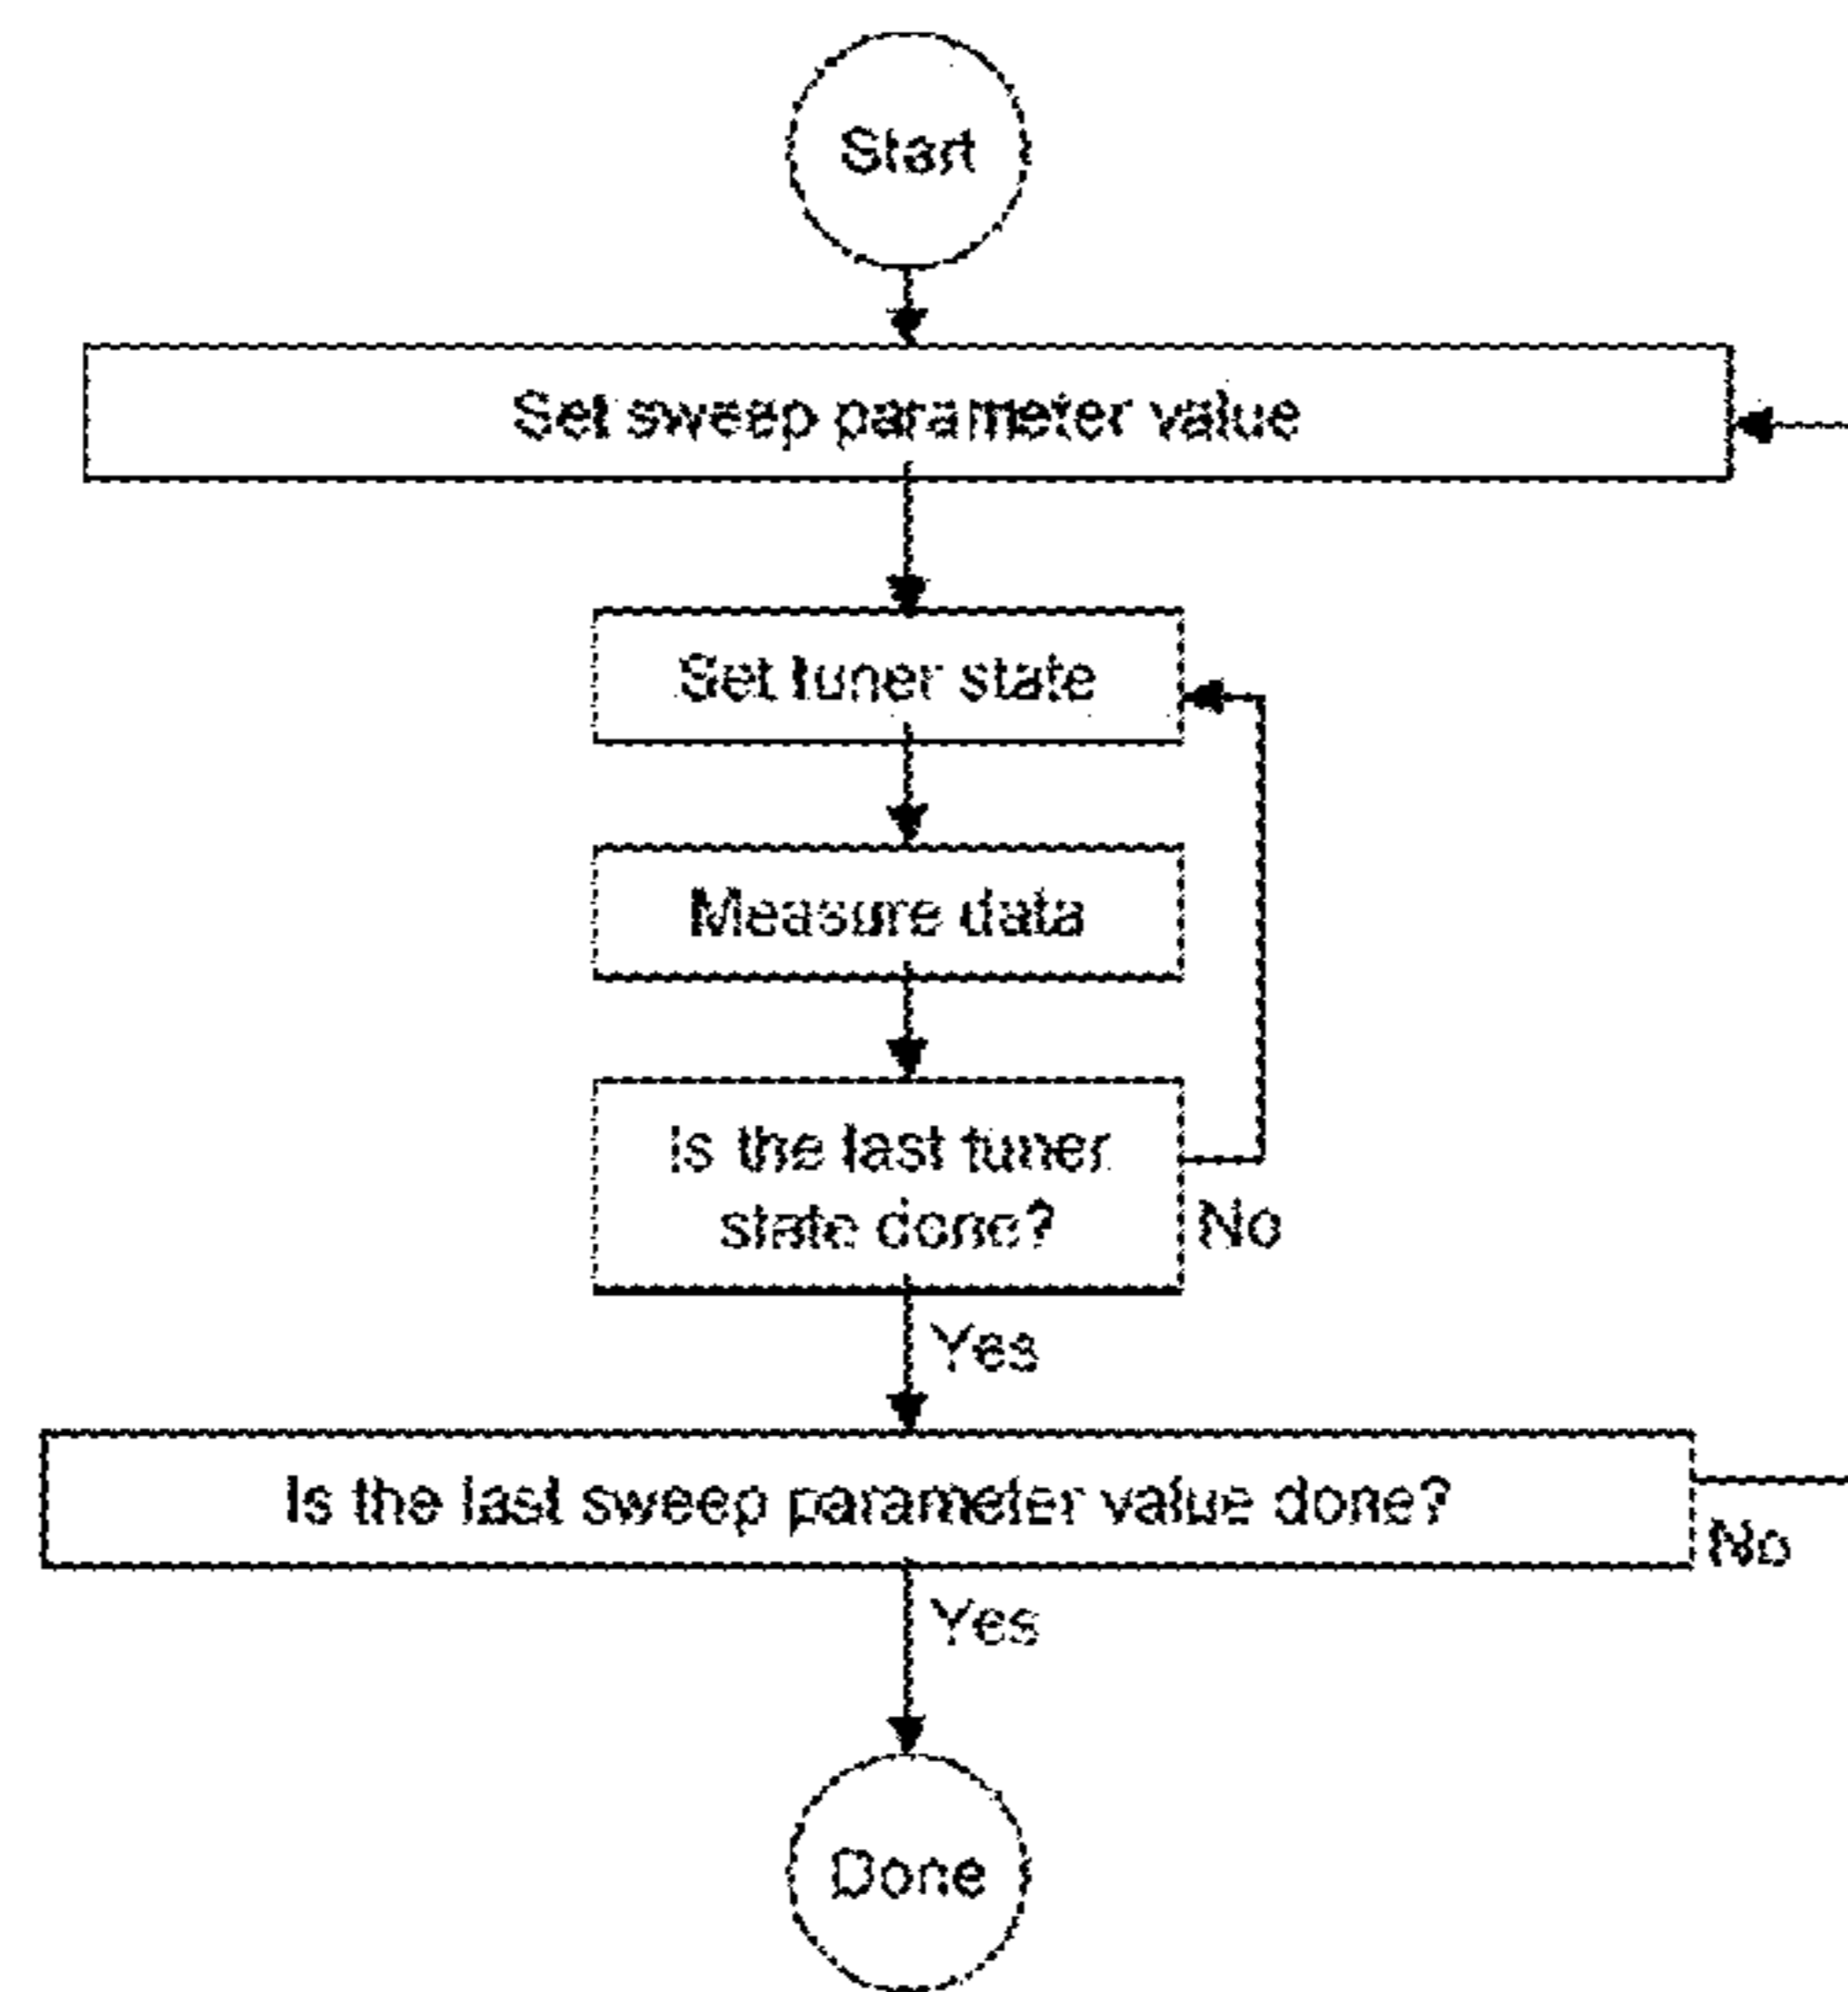 Start
Set sweep parameter value
Set tuner state
Measure data
Is the last tuner
state done?
No
Yes
Is the last sweep parameter value done?
No
Yes
Done